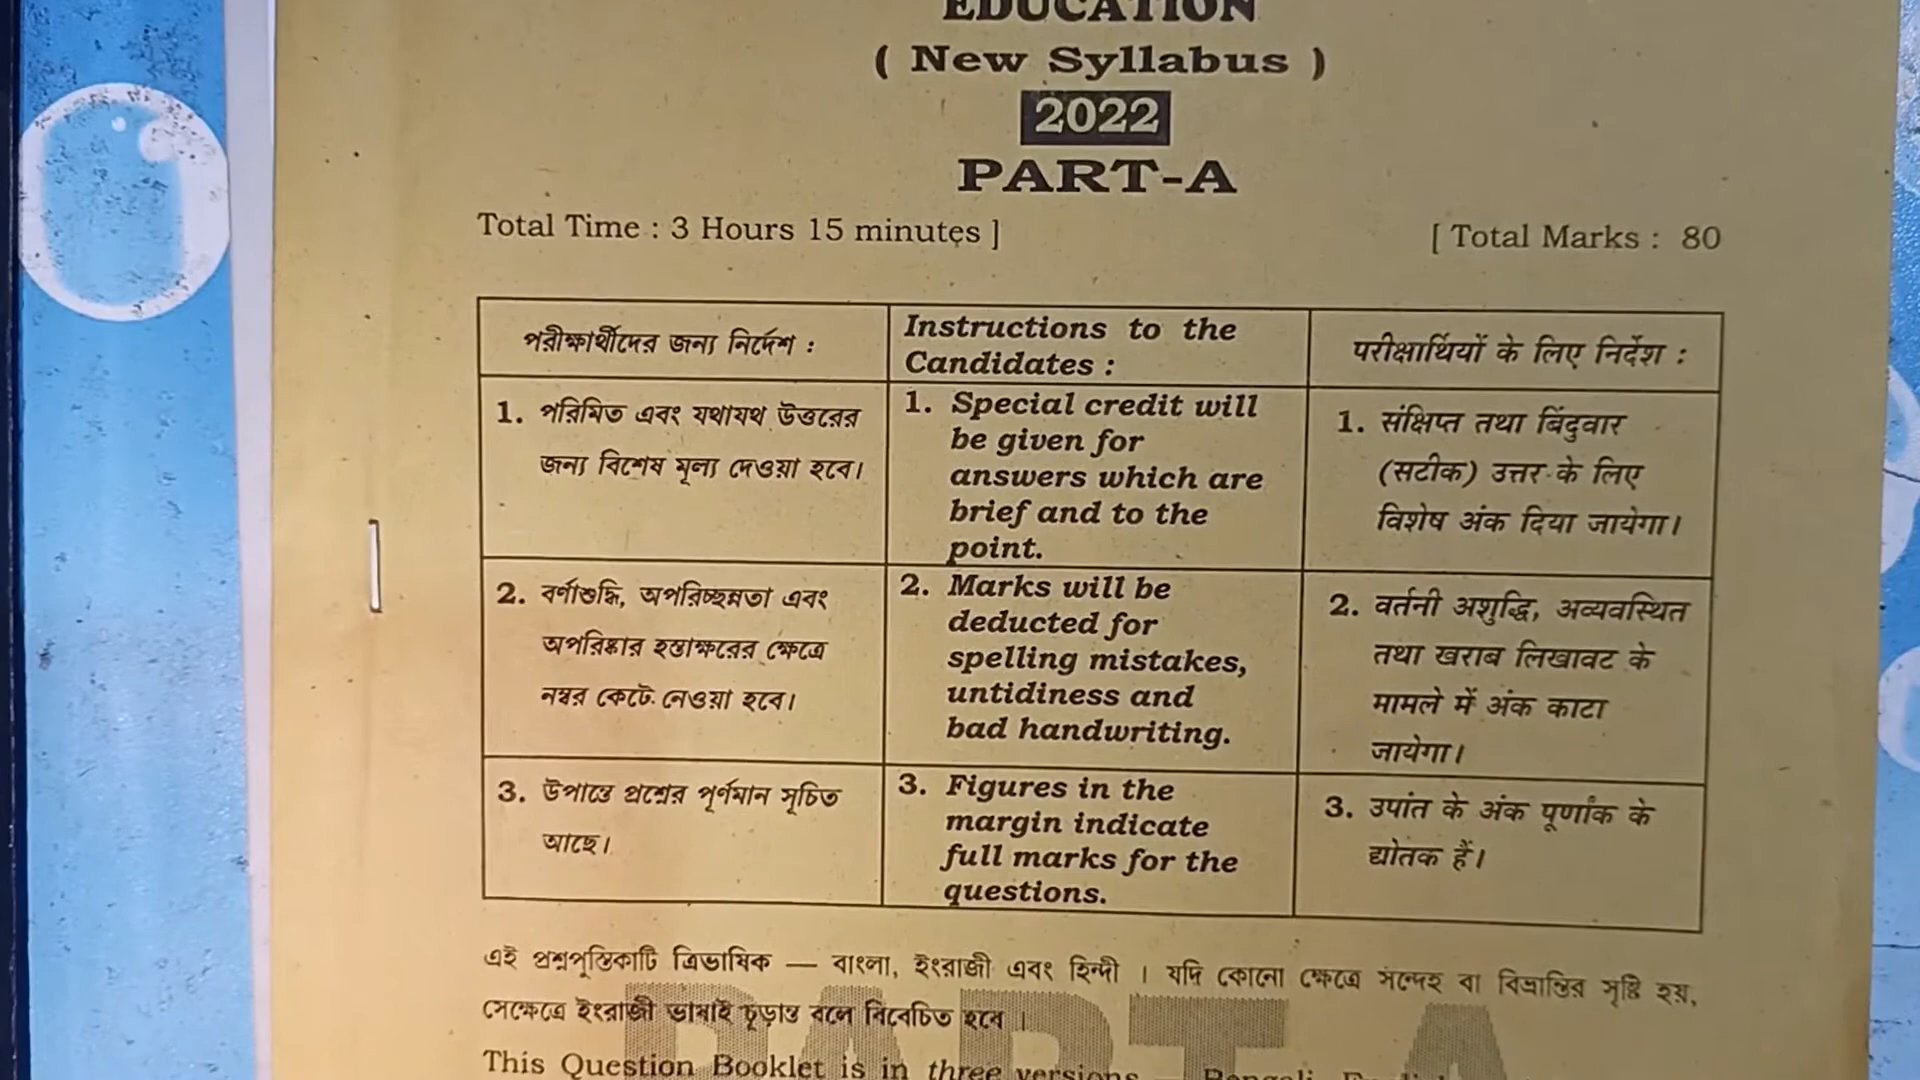 EDUCATION
( New Syllabus )
2022
PART-A
Total Time : 3 Hours 15 minutes ]
[ Total Marks : 80
পরীক্ষার্থীদের জন্য নির্দেশ :
Instructions to the
Candidates :
परीक्षार्थियों के लिए निर्देश :
1. পরিমিত এবং যথাযথ উত্তরের
জন্য বিশেষ মূল্য দেওয়া হবে।
1. Special credit will
be given for
answers which are
brief and to the
point.
1. संक्षिप्त तथा बिंदुवार
(सटीक) उत्तर के लिए
विशेष अंक दिया जायेगा।
2. বর্ণাশুদ্ধি, অপরিচ্ছন্নতা এবং
অপরিষ্কার হস্তাক্ষরের ক্ষেত্রে
নম্বর কেটে নেওয়া হবে।
2. Marks will be
deducted for
spelling mistakes,
untidiness and
bad handwriting.
2. वर्तनी अशुद्धि, अव्यवस्थित
तथा खराब लिखावट के
मामले में अंक काटा
जायेगा।
3. উপান্তে প্রশ্নের পূর্ণমান সূচিত
আছে।
3. Figures in the
margin indicate
full marks for the
questions.
3. उपांत के अंक पूर्णांक के
द्योतक हैं।
এই প্রশ্নপুস্তিকাটি ত্রিভাষিক — বাংলা, ইংরাজী এবং হিন্দী । যদি কোনো ক্ষেত্রে সন্দেহ বা বিভ্রান্তির সৃষ্টি হয়,
সেক্ষেত্রে ইংরাজী ভাষাই চূড়ান্ত বলে বিবেচিত হবে ।
PART-A
This Question Booklet is in three versions — Bengali,